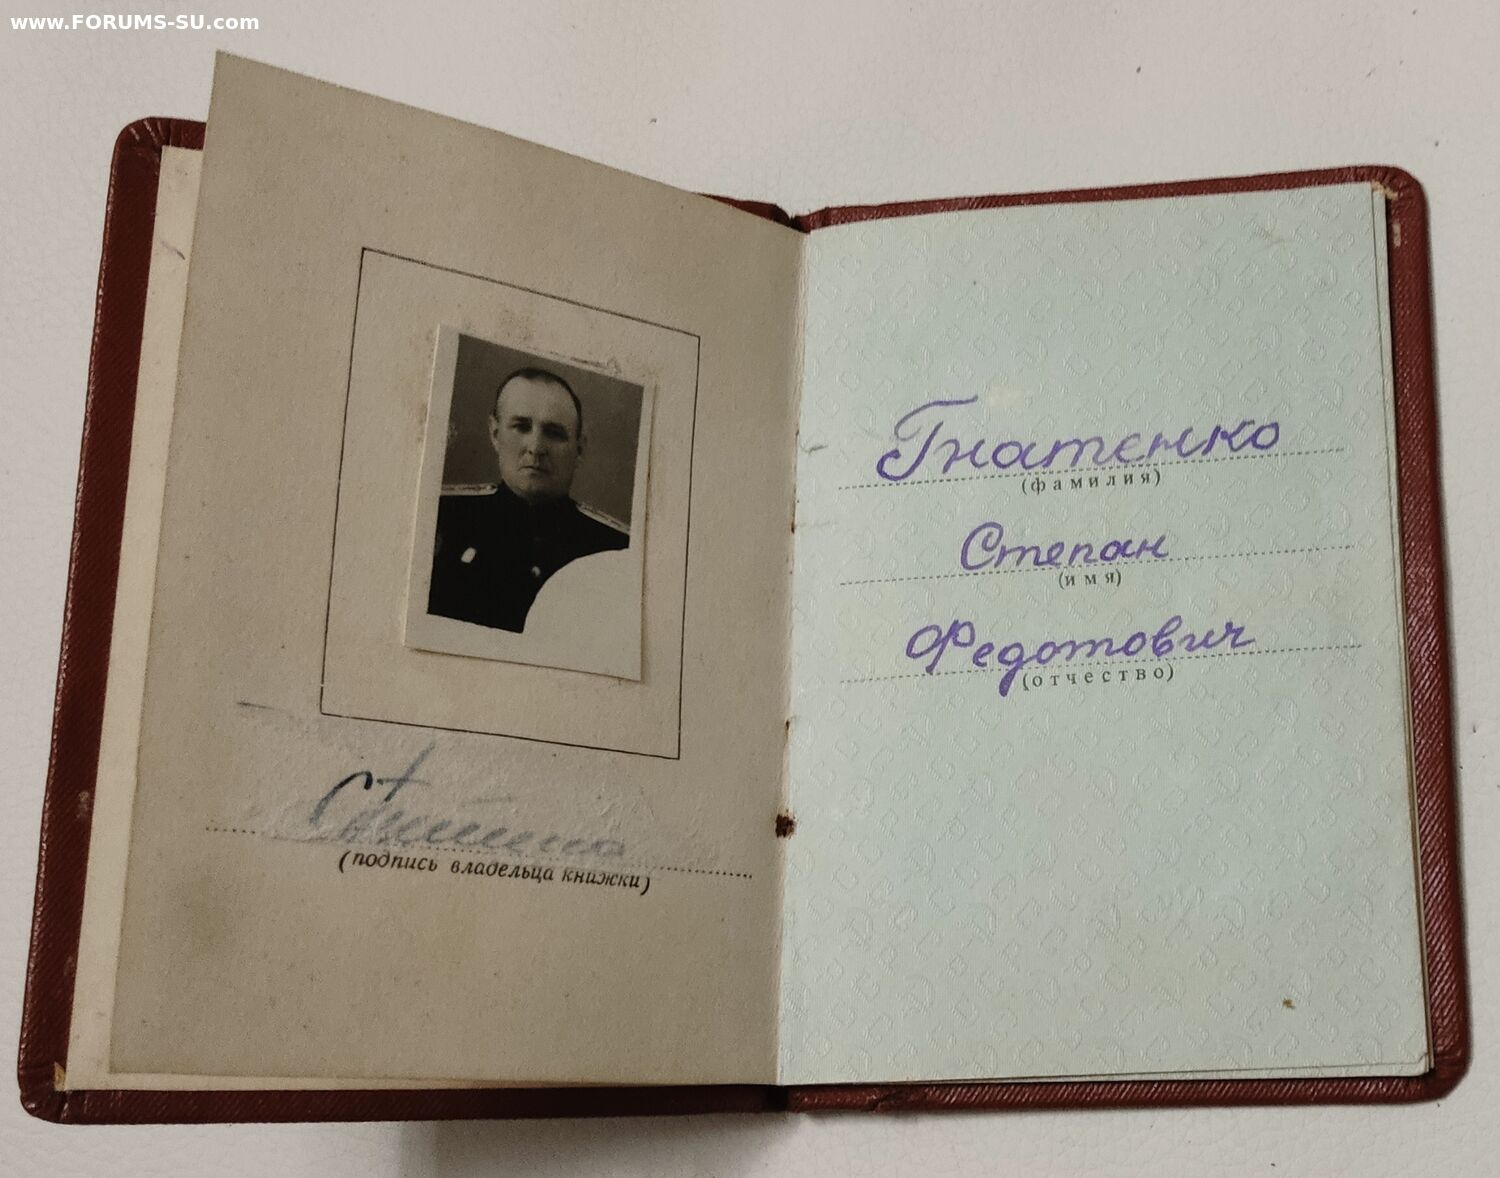 www.FORUMS-SU.com
(подпись владельца книжки)
Гнатенко
(фамилия)
Степан
(имя)
Федотович
(отчество)